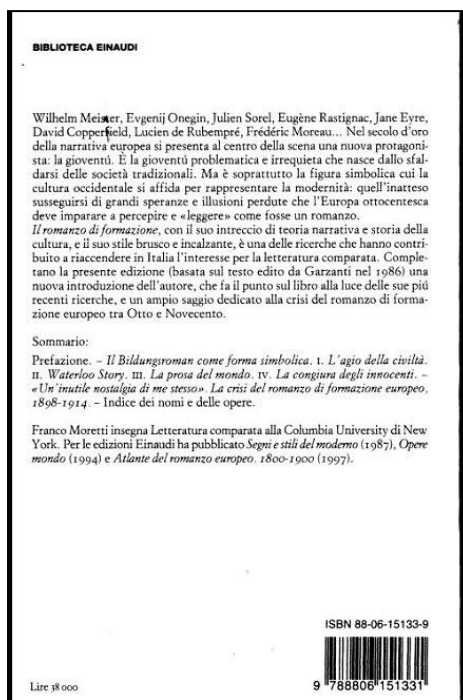 BIBLIOTECA EINAUDI
Wilhelm Meister, Evgenij Onegin, Julien Sorel, Eugène Rastignac, Jane Eyre,
David Copperfield, Lucien de Rubempré, Frédéric Moreau... Nel secolo d'oro
della narrativa europea si presenta al centro della scena una nuova protagoni-
sta: la gioventú. È la gioventú problematica e irrequieta che nasce dallo sfal-
darsi delle società tradizionali. Ma è soprattutto la figura simbolica cui la
cultura occidentale si affida per rappresentare la modernità: quell'inatteso
susseguirsi di grandi speranze e illusioni perdute che l'Europa ottocentesca
deve imparare a percepire e «leggere» come fosse un romanzo.
Il romanzo di formazione, con il suo intreccio di teoria narrativa e storia della
cultura, e il suo stile brusco e incalzante, è una delle ricerche che hanno contri-
buito a riaccendere in Italia l'interesse per la letteratura comparata. Comple-
tano la presente edizione (basata sul testo edito da Garzanti nel 1986) una
nuova introduzione dell'autore, che fa il punto sul libro alla luce delle sue piú
recenti ricerche, e un ampio saggio dedicato alla crisi del romanzo di forma-
zione europeo tra Otto e Novecento.
Sommario:
Prefazione. – Il Bildungsroman come forma simbolica. I. L'agio della civiltà.
II. Waterloo Story. III. La prosa del mondo. IV. La congiura degli innocenti. –
«Un'inutile nostalgia di me stesso». La crisi del romanzo di formazione europeo,
1898-1914. – Indice dei nomi e delle opere.
Franco Moretti insegna Letteratura comparata alla Columbia University di New
York. Per le edizioni Einaudi ha pubblicato Segni e stili del moderno (1987), Opere
mondo (1994) e Atlante del romanzo europeo. 1800-1900 (1997).
ISBN 88-06-15133-9
Lire 38 000
9 788806 151331